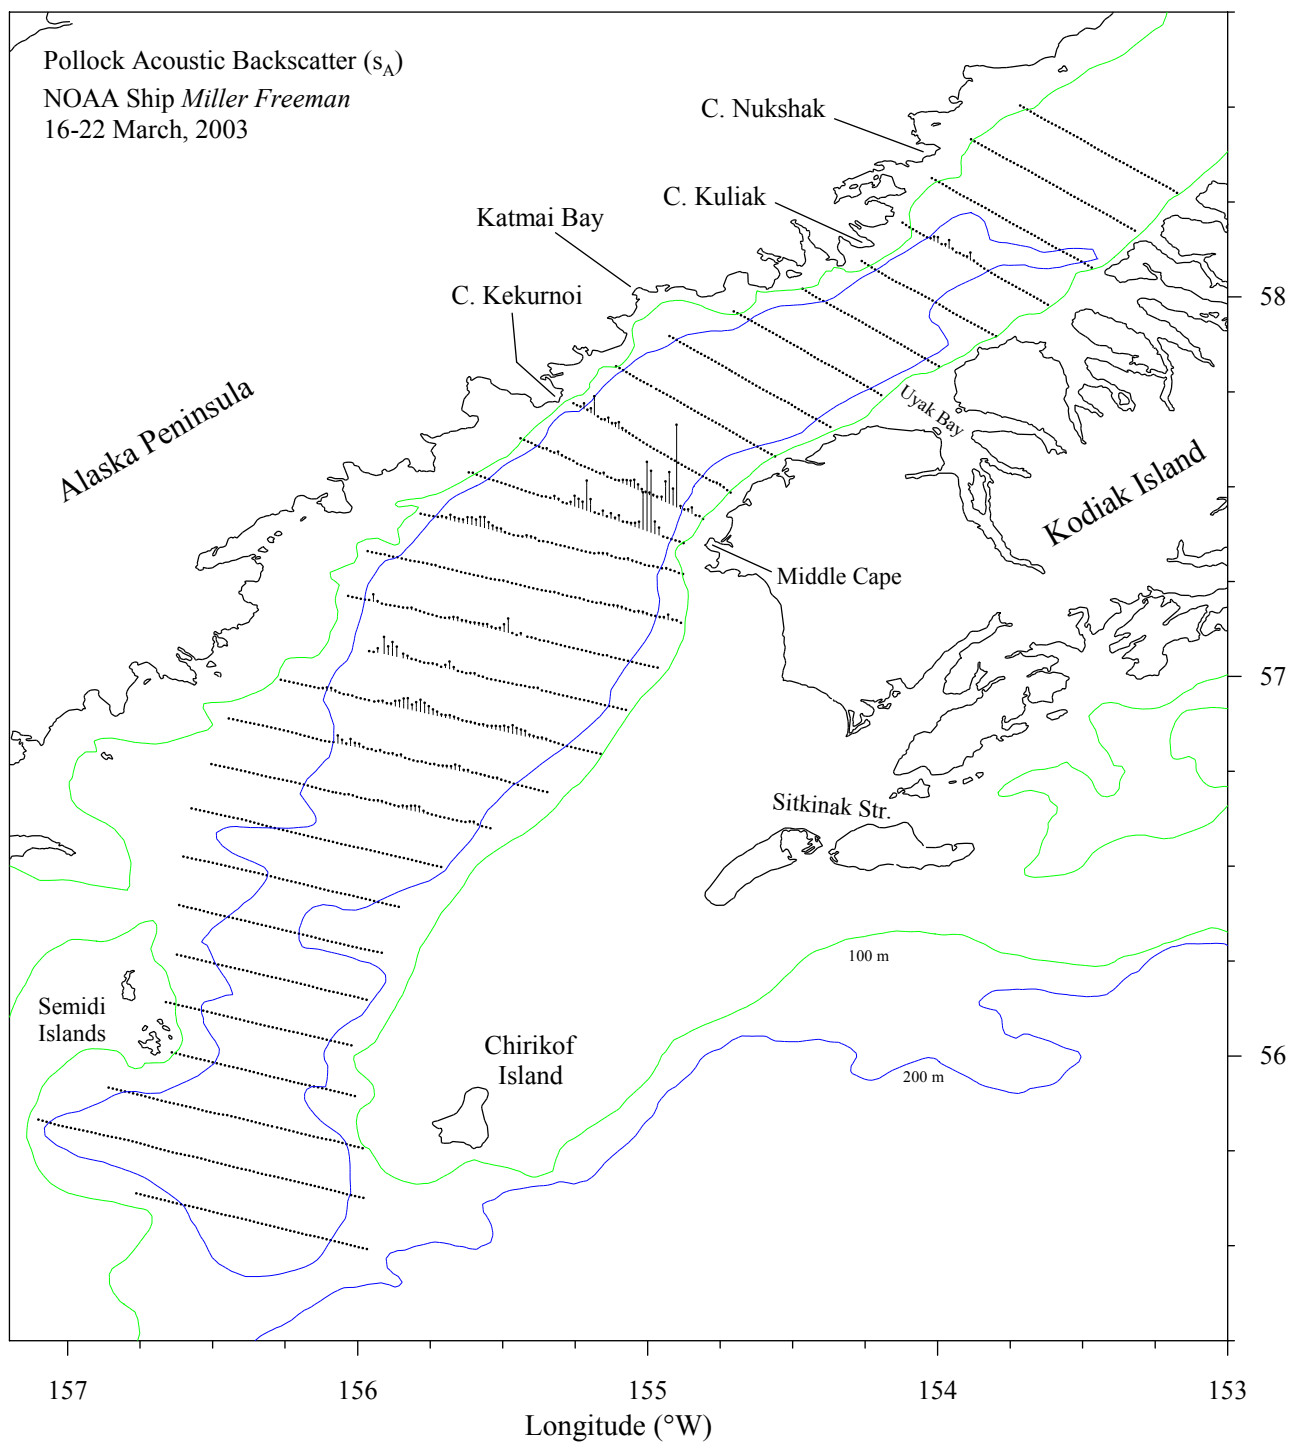 Pollock Acoustic Backscatter (sA)
NOAA Ship Miller Freeman
16-22 March, 2003
C. Nukshak
C. Kuliak
Katmai Bay
C. Kekurnoi
58
Alaska Peninsula
Uyak Bay
Kodiak Island
Middle Cape
57
Sitkinak Str.
100 m
Semidi
Islands
Chirikof
Island
56
200 m
157
156
155
154
153
Longitude (°W)